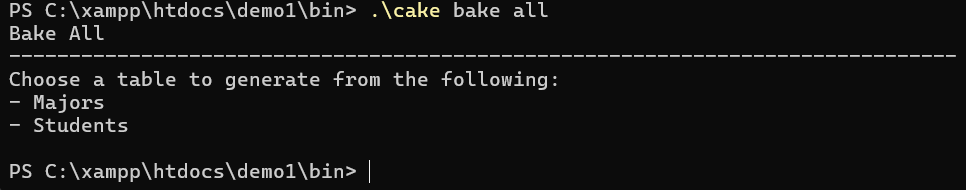 PS C:\xampp\htdocs\demo1\bin> .\cake bake all
Bake All
-------------------------------------------------------------------------------
Choose a table to generate from the following:
- Majors
- Students
PS C:\xampp\htdocs\demo1\bin>